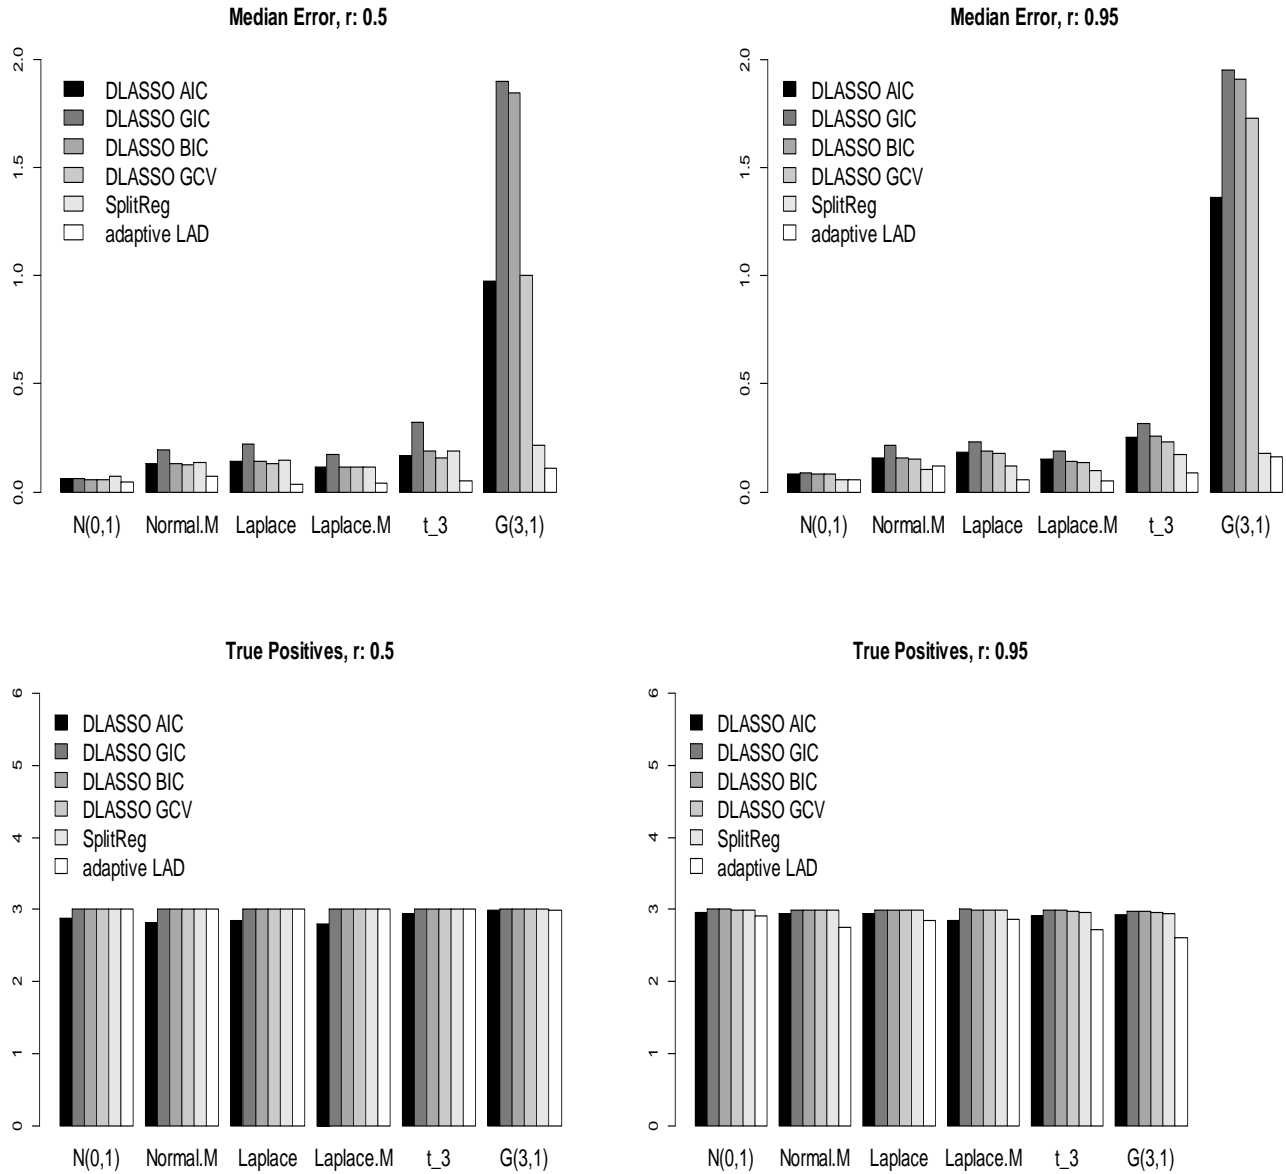 Median Error, r: 0.5
2.0
1.5
1.0
0.5
0.0
DLASSO AIC
DLASSO GIC
DLASSO BIC
DLASSO GCV
SplitReg
adaptive LAD
N(0,1) Normal.M Laplace Laplace.M t_3 G(3,1)
Median Error, r: 0.95
2.0
1.5
1.0
0.5
0.0
DLASSO AIC
DLASSO GIC
DLASSO BIC
DLASSO GCV
SplitReg
adaptive LAD
N(0,1) Normal.M Laplace Laplace.M t_3 G(3,1)
True Positives, r: 0.5
6
5
4
3
2
1
0
DLASSO AIC
DLASSO GIC
DLASSO BIC
DLASSO GCV
SplitReg
adaptive LAD
N(0,1) Normal.M Laplace Laplace.M t_3 G(3,1)
True Positives, r: 0.95
6
5
4
3
2
1
0
DLASSO AIC
DLASSO GIC
DLASSO BIC
DLASSO GCV
SplitReg
adaptive LAD
N(0,1) Normal.M Laplace Laplace.M t_3 G(3,1)